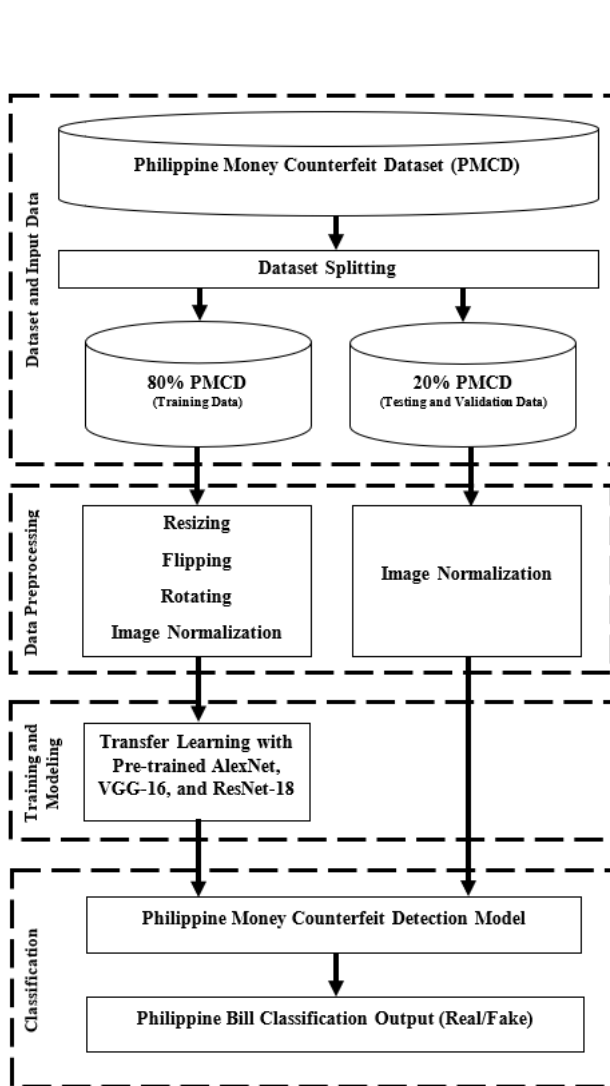 Dataset and Input Data
Philippine Money Counterfeit Dataset (PMCD)
Dataset Splitting
80% PMCD
(Training Data)
20% PMCD
(Testing and Validation Data)
Data Preprocessing
Resizing
Flipping
Rotating
Image Normalization
Image Normalization
Training and
Modeling
Transfer Learning with
Pre-trained AlexNet,
VGG-16, and ResNet-18
Classification
Philippine Money Counterfeit Detection Model
Philippine Bill Classification Output (Real/Fake)